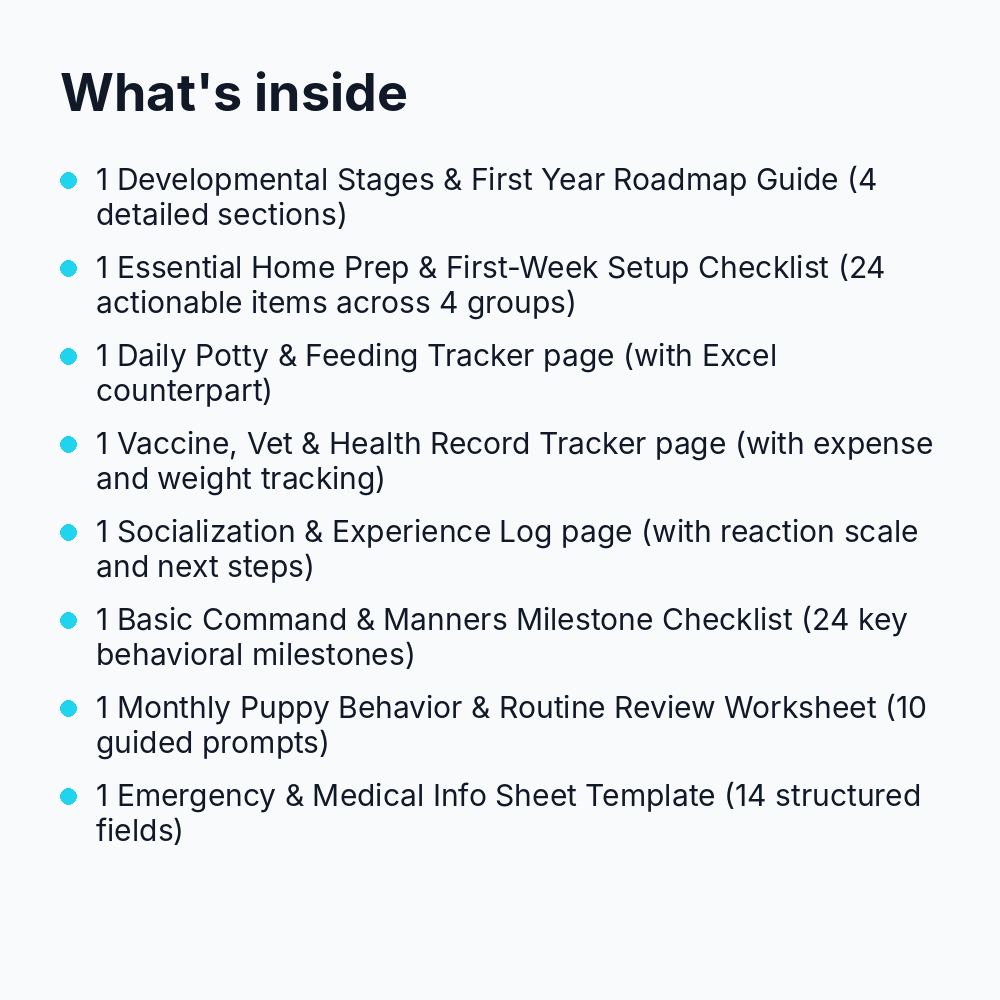 What's inside
1 Developmental Stages & First Year Roadmap Guide (4
detailed sections)
1 Essential Home Prep & First-Week Setup Checklist (24
actionable items across 4 groups)
1 Daily Potty & Feeding Tracker page (with Excel
counterpart)
1 Vaccine, Vet & Health Record Tracker page (with expense
and weight tracking)
1 Socialization & Experience Log page (with reaction scale
and next steps)
1 Basic Command & Manners Milestone Checklist (24 key
behavioral milestones)
1 Monthly Puppy Behavior & Routine Review Worksheet (10
guided prompts)
1 Emergency & Medical Info Sheet Template (14 structured
fields)